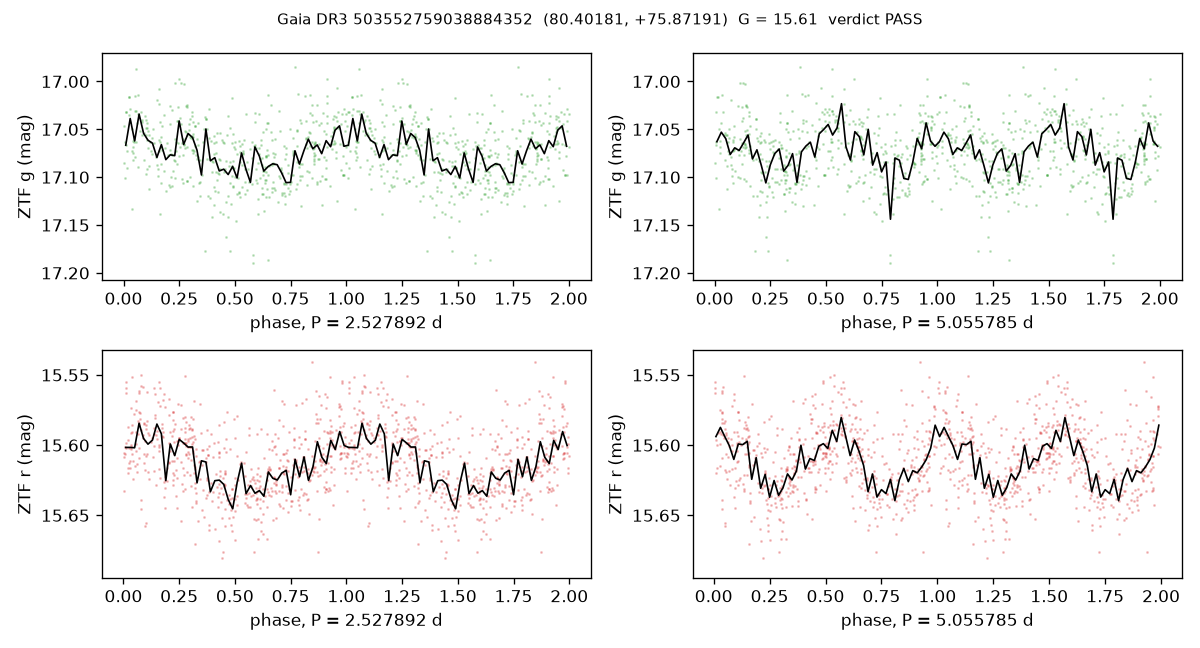 Gaia DR3 503552759038884352 (80.40181, +75.87191) G = 15.61 verdict PASS
ZTF g (mag)
17.00
17.05
17.10
17.15
17.20
0.00 0.25 0.50 0.75 1.00 1.25 1.50 1.75 2.00
phase, P = 2.527892 d
ZTF g (mag)
17.00
17.05
17.10
17.15
17.20
0.00 0.25 0.50 0.75 1.00 1.25 1.50 1.75 2.00
phase, P = 5.055785 d
ZTF r (mag)
15.55
15.60
15.65
0.00 0.25 0.50 0.75 1.00 1.25 1.50 1.75 2.00
phase, P = 2.527892 d
ZTF r (mag)
15.55
15.60
15.65
0.00 0.25 0.50 0.75 1.00 1.25 1.50 1.75 2.00
phase, P = 5.055785 d